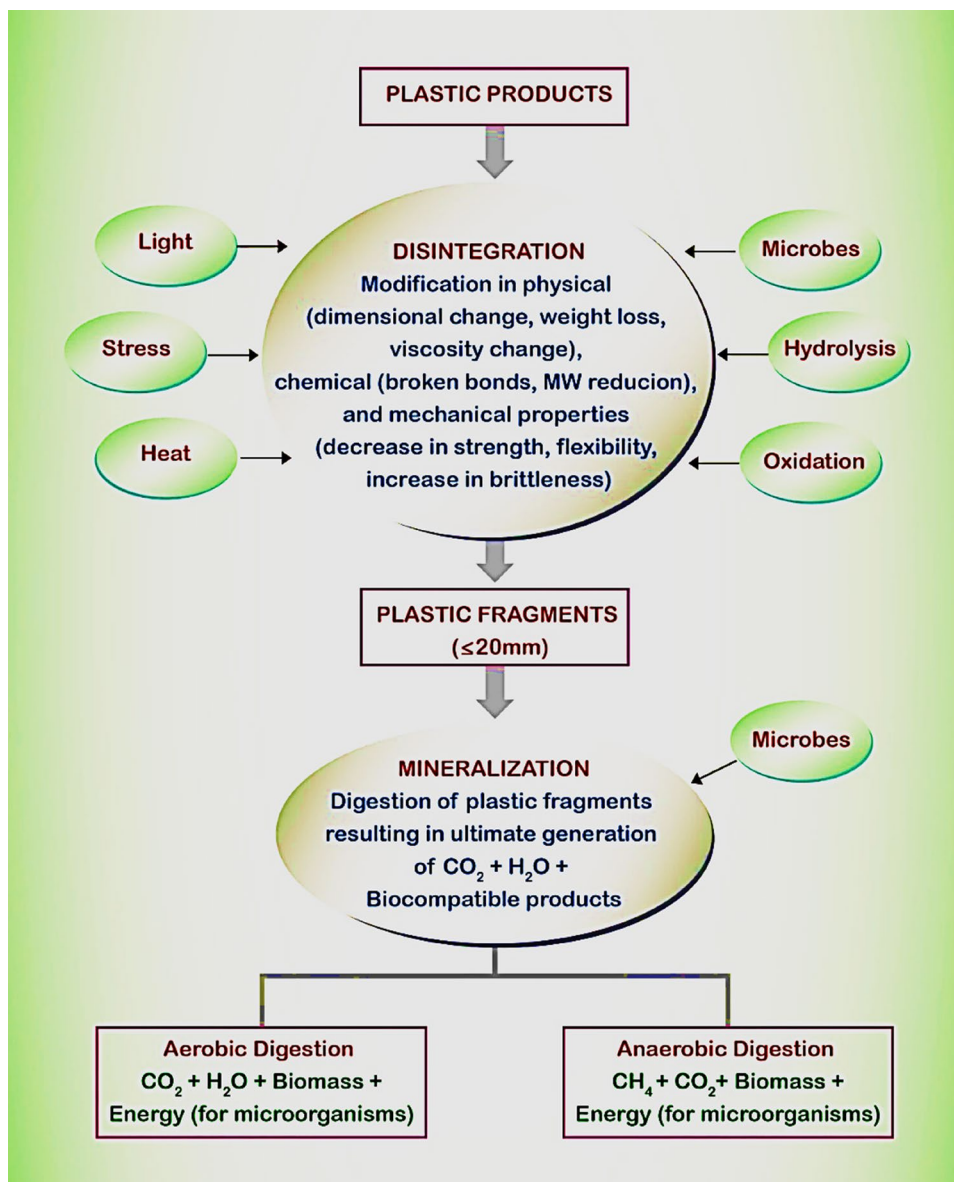 PLASTIC PRODUCTS
Light
Stress
Heat
DISINTEGRATION
Modification in physical
(dimensional change, weight loss,
viscosity change),
chemical (broken bonds, MW reducion),
and mechanical properties
(decrease in strength, flexibility,
increase in brittleness)
Microbes
Hydrolysis
Oxidation
PLASTIC FRAGMENTS
(≤20mm)
Microbes
MINERALIZATION
Digestion of plastic fragments
resulting in ultimate generation
of CO₂ + H₂O +
Biocompatible products
Aerobic Digestion
CO₂ + H₂O + Biomass +
Energy (for microorganisms)
Anaerobic Digestion
CH₄ + CO₂+ Biomass +
Energy (for microorganisms)